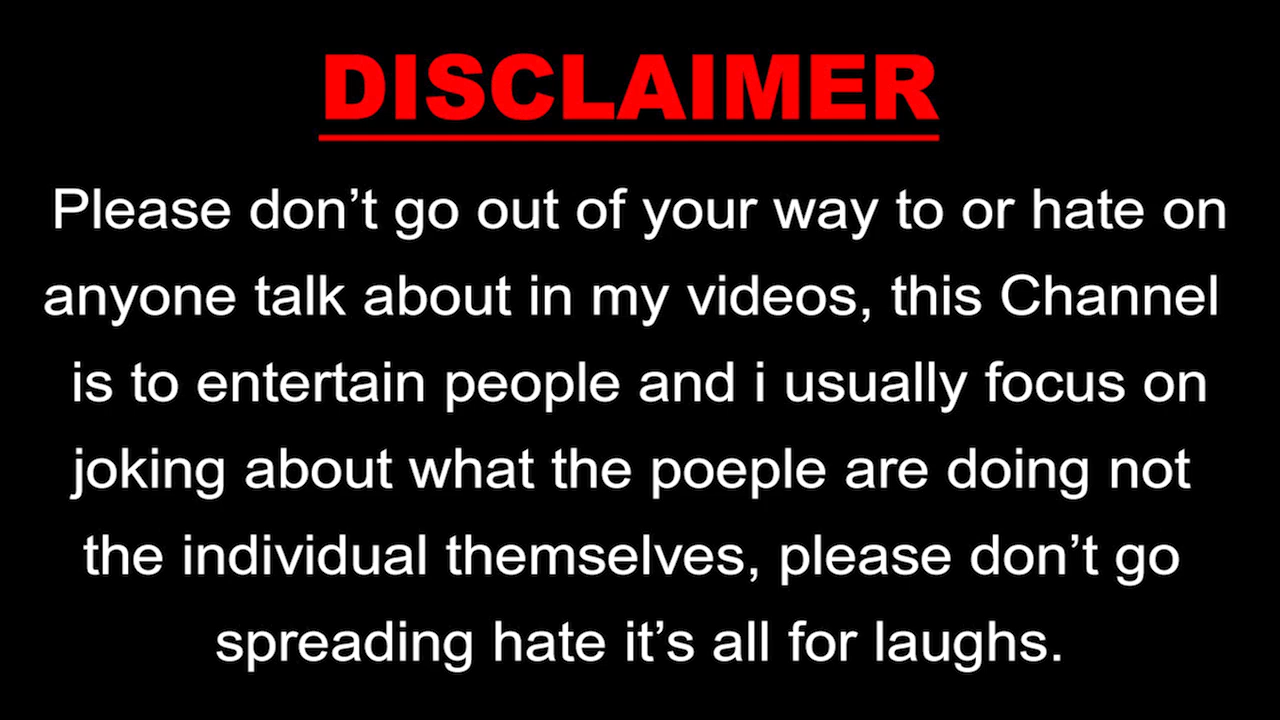 DISCLAIMER
Please don’t go out of your way to or hate on
anyone talk about in my videos, this Channel
is to entertain people and i usually focus on
joking about what the poeple are doing not
the individual themselves, please don’t go
spreading hate it’s all for laughs.